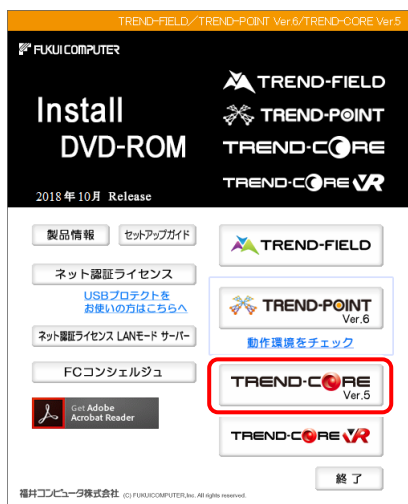 TREND-FIELD／TREND-POINT Ver.6/TREND-CORE Ver.5
FUKUI COMPUTER
Install
DVD-ROM
2018年10月 Release
TREND-FIELD
TREND-POINT
TREND-CORE
TREND-CORE VR
製品情報
セットアップガイド
ネット認証ライセンス
USBプロテクトを
お使いの方はこちらへ
ネット認証ライセンス LANモード サーバー
FCコンシェルジュ
Get Adobe
Acrobat Reader
TREND-FIELD
TREND-POINT
Ver.6
動作環境をチェック
TREND-CORE
Ver.5
TREND-CORE VR
終了
福井コンピュータ株式会社 (C) FUKUICOMPUTER,Inc. All rights reserved.